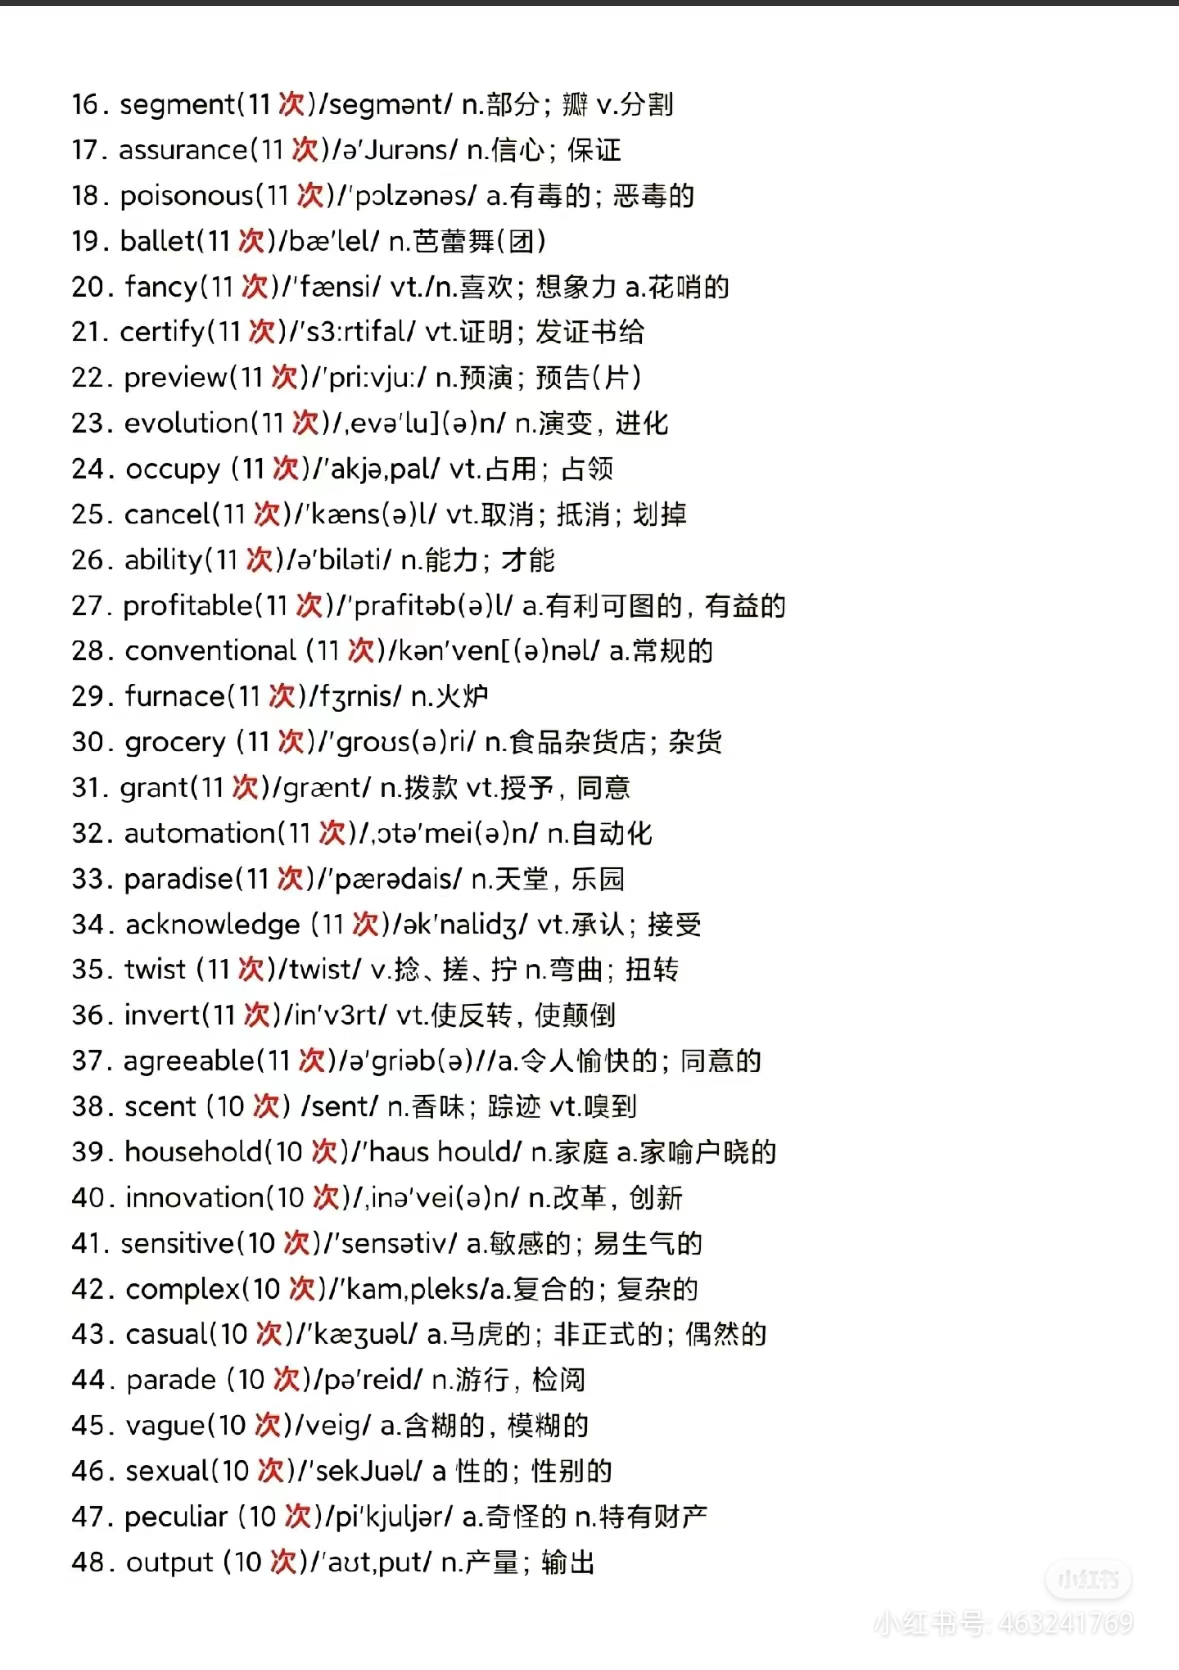 16. segment(11 次)/segmənt/ n.部分; 瓣 v.分割
17. assurance(11 次)/ə'Jurəns/ n.信心; 保证
18. poisonous(11 次)/'pɔlzənəs/ a.有毒的; 恶毒的
19. ballet(11 次)/bæ'lel/ n.芭蕾舞(团)
20. fancy(11 次)/'fænsi/ vt./n.喜欢; 想象力 a.花哨的
21. certify(11 次)/'s3:rtifal/ vt.证明; 发证书给
22. preview(11 次)/'pri:vju:/ n.预演; 预告(片)
23. evolution(11 次)/,evə'lu](ə)n/ n.演变, 进化
24. occupy (11 次)/'akjə,pal/ vt.占用; 占领
25. cancel(11 次)/'kæns(ə)l/ vt.取消; 抵消; 划掉
26. ability(11 次)/ə'biləti/ n.能力; 才能
27. profitable(11 次)/'prafitəb(ə)l/ a.有利可图的, 有益的
28. conventional (11 次)/kən'ven[(ə)nəl/ a.常规的
29. furnace(11 次)/fʒrnis/ n.火炉
30. grocery (11 次)/'groʊs(ə)ri/ n.食品杂货店; 杂货
31. grant(11 次)/grænt/ n.拨款 vt.授予, 同意
32. automation(11 次)/,ɔtə'mei(ə)n/ n.自动化
33. paradise(11 次)/'pærədais/ n.天堂, 乐园
34. acknowledge (11 次)/ək'nalidʒ/ vt.承认; 接受
35. twist (11 次)/twist/ v.捻、搓、拧 n.弯曲; 扭转
36. invert(11 次)/in'v3rt/ vt.使反转, 使颠倒
37. agreeable(11 次)/ə'griəb(ə)//a.令人愉快的; 同意的
38. scent (10 次) /sent/ n.香味; 踪迹 vt.嗅到
39. household(10 次)/'haus hould/ n.家庭 a.家喻户晓的
40. innovation(10 次)/,inə'vei(ə)n/ n.改革, 创新
41. sensitive(10 次)/'sensətiv/ a.敏感的; 易生气的
42. complex(10 次)/'kam,pleks/a.复合的; 复杂的
43. casual(10 次)/'kæʒuəl/ a.马虎的; 非正式的; 偶然的
44. parade (10 次)/pə'reid/ n.游行, 检阅
45. vague(10 次)/veig/ a.含糊的, 模糊的
46. sexual(10 次)/'sekJuəl/ a 性的; 性别的
47. peculiar (10 次)/pi'kjuljər/ a.奇怪的 n.特有财产
48. output (10 次)/'aʊt,put/ n.产量; 输出
小红书
小红书号: 463241769